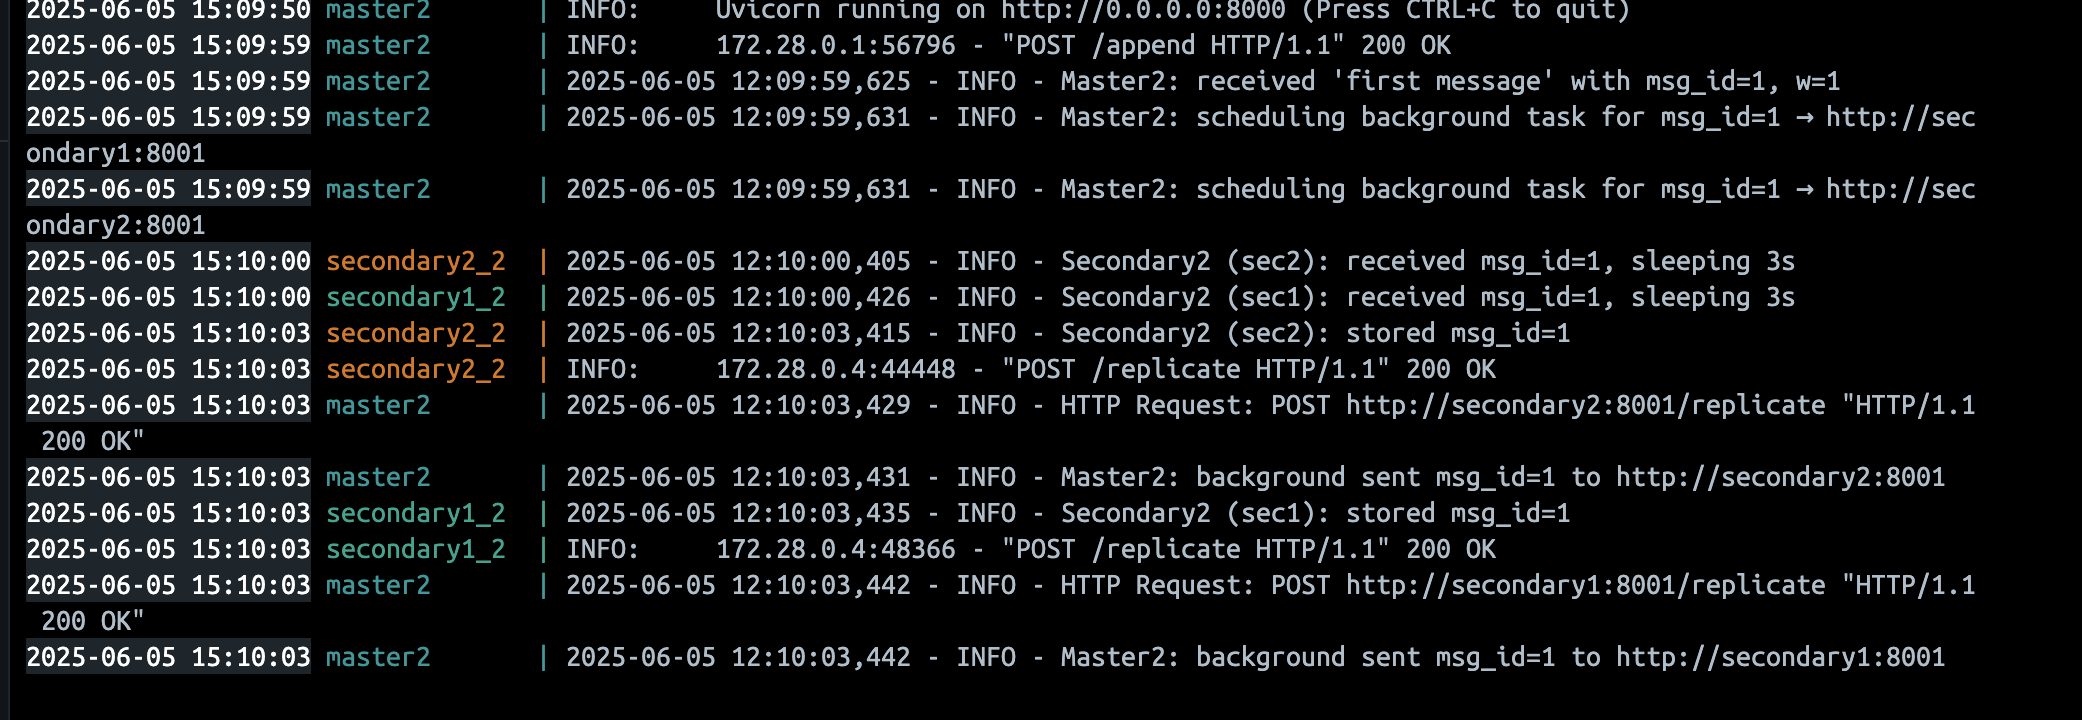 2025-06-05 15:09:50 master2 | INFO: Uvicorn running on http://0.0.0.0:8000 (Press CTRL+C to quit)
2025-06-05 15:09:59 master2 | INFO: 172.28.0.1:56796 - "POST /append HTTP/1.1" 200 OK
2025-06-05 15:09:59 master2 | 2025-06-05 12:09:59,625 - INFO - Master2: received 'first message' with msg_id=1, w=1
2025-06-05 15:09:59 master2 | 2025-06-05 12:09:59,631 - INFO - Master2: scheduling background task for msg_id=1 → http://sec
ondary1:8001
2025-06-05 15:09:59 master2 | 2025-06-05 12:09:59,631 - INFO - Master2: scheduling background task for msg_id=1 → http://sec
ondary2:8001
2025-06-05 15:10:00 secondary2_2 | 2025-06-05 12:10:00,405 - INFO - Secondary2 (sec2): received msg_id=1, sleeping 3s
2025-06-05 15:10:00 secondary1_2 | 2025-06-05 12:10:00,426 - INFO - Secondary2 (sec1): received msg_id=1, sleeping 3s
2025-06-05 15:10:03 secondary2_2 | 2025-06-05 12:10:03,415 - INFO - Secondary2 (sec2): stored msg_id=1
2025-06-05 15:10:03 secondary2_2 | INFO: 172.28.0.4:44448 - "POST /replicate HTTP/1.1" 200 OK
2025-06-05 15:10:03 master2 | 2025-06-05 12:10:03,429 - INFO - HTTP Request: POST http://secondary2:8001/replicate "HTTP/1.1
200 OK"
2025-06-05 15:10:03 master2 | 2025-06-05 12:10:03,431 - INFO - Master2: background sent msg_id=1 to http://secondary2:8001
2025-06-05 15:10:03 secondary1_2 | 2025-06-05 12:10:03,435 - INFO - Secondary2 (sec1): stored msg_id=1
2025-06-05 15:10:03 secondary1_2 | INFO: 172.28.0.4:48366 - "POST /replicate HTTP/1.1" 200 OK
2025-06-05 15:10:03 master2 | 2025-06-05 12:10:03,442 - INFO - HTTP Request: POST http://secondary1:8001/replicate "HTTP/1.1
200 OK"
2025-06-05 15:10:03 master2 | 2025-06-05 12:10:03,442 - INFO - Master2: background sent msg_id=1 to http://secondary1:8001